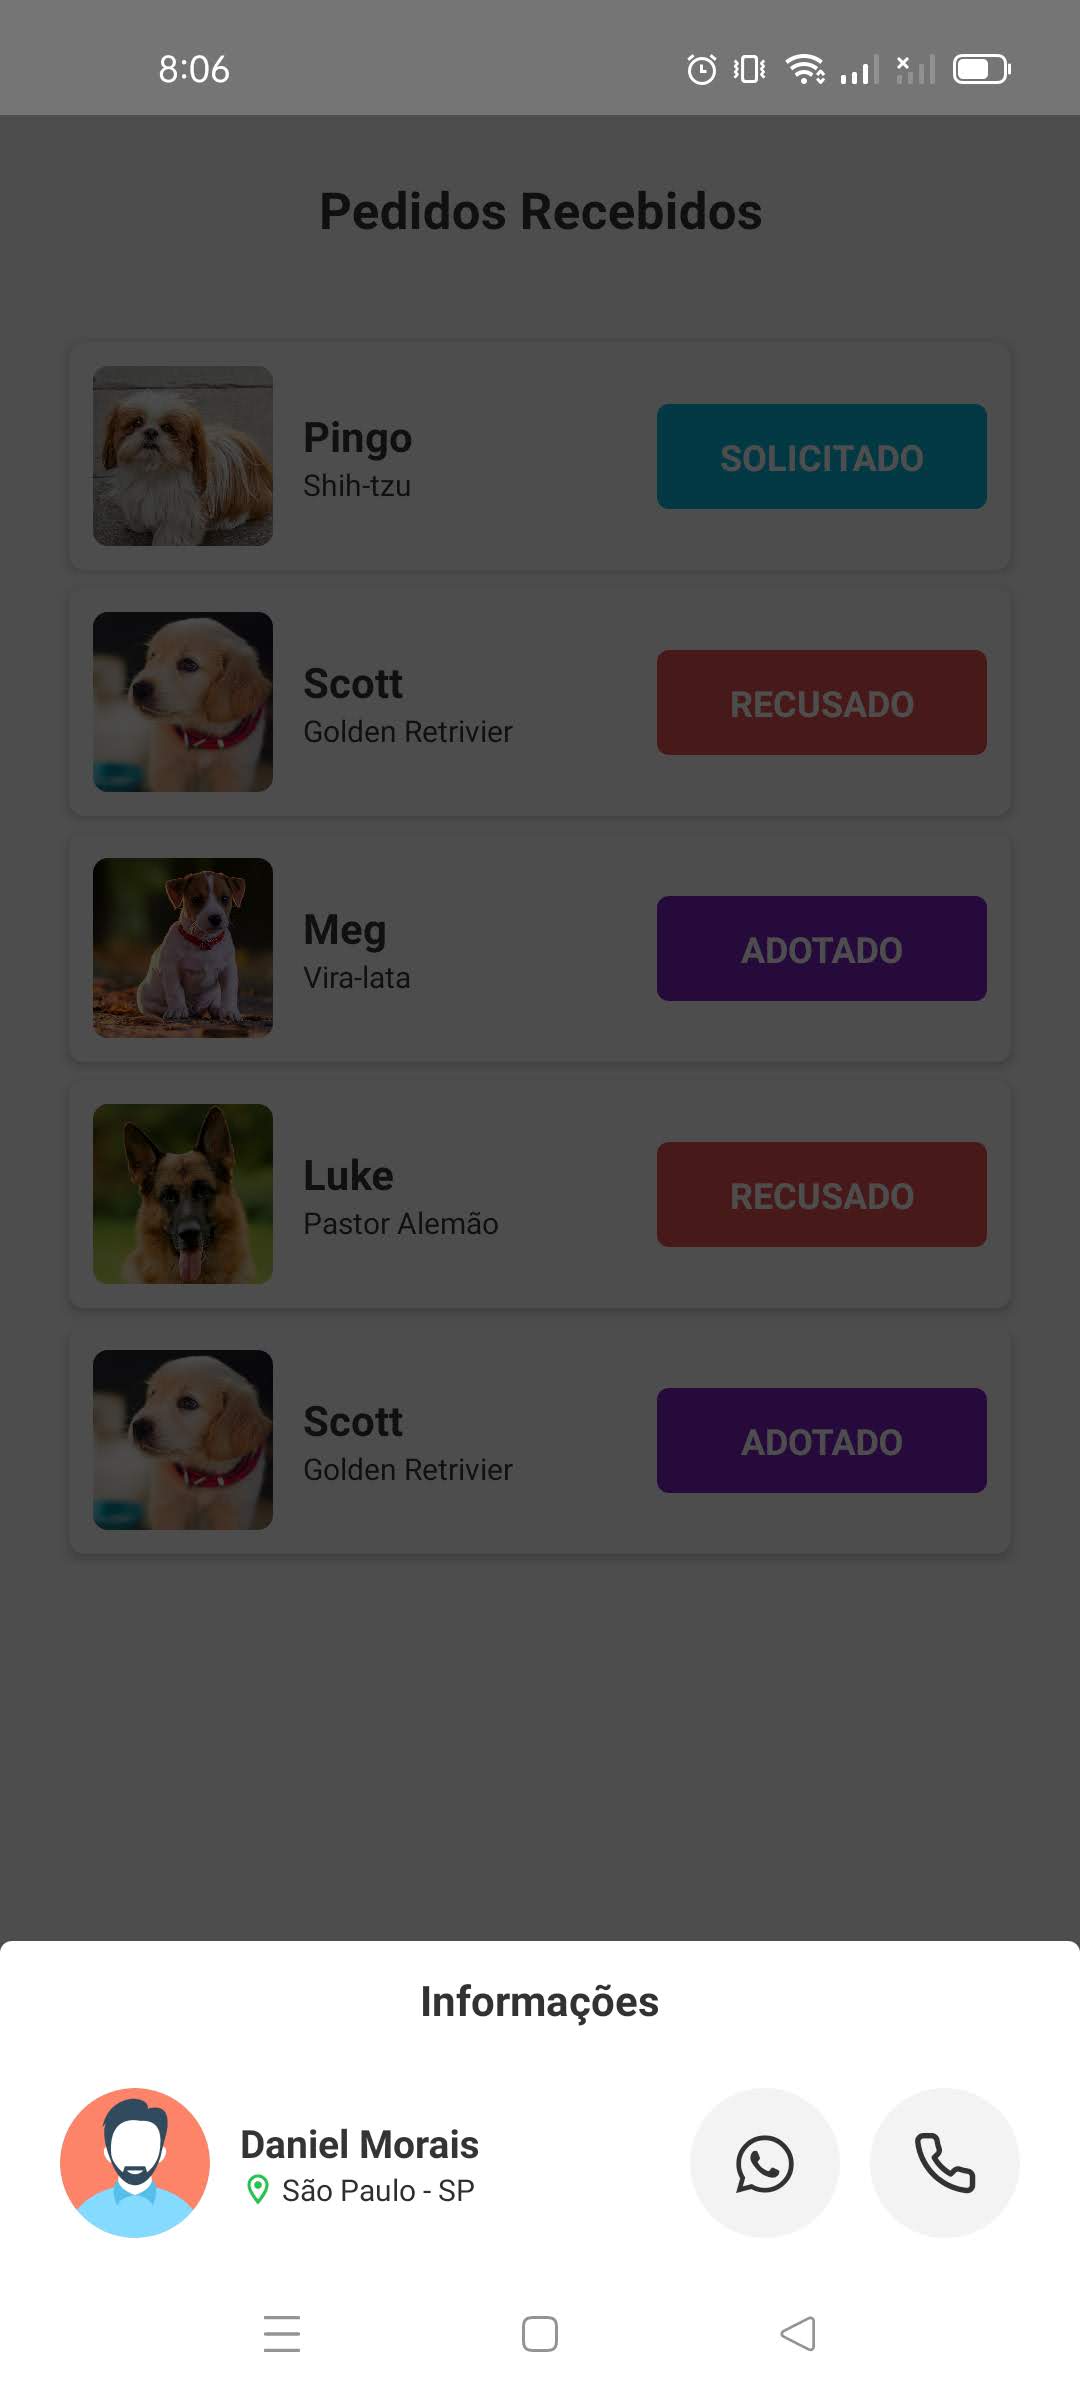 8:06
Pedidos Recebidos
Pingo
Shih-tzu
SOLICITADO
Scott
Golden Retrivier
RECUSADO
Meg
Vira-lata
ADOTADO
Luke
Pastor Alemão
RECUSADO
Scott
Golden Retrivier
ADOTADO
Informações
Daniel Morais
São Paulo - SP